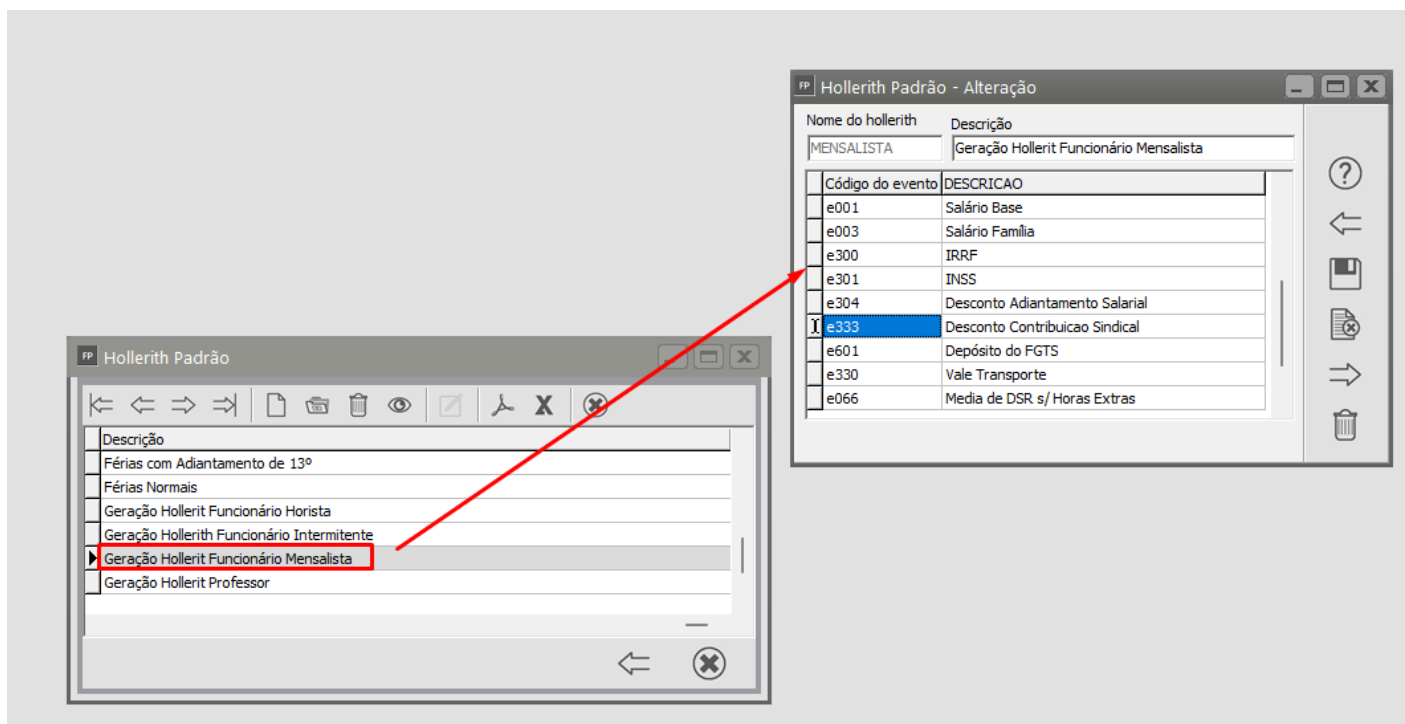 FP Hollerith Padrão - Alteração
Nome do hollerith Descrição
MENSALISTA Geração Hollerit Funcionário Mensalista
Código do evento DESCRICAO
e001 Salário Base
e003 Salário Família
e300 IRRF
e301 INSS
e304 Desconto Adiantamento Salarial
e333 Desconto Contribuicao Sindical
e601 Depósito do FGTS
e330 Vale Transporte
e066 Media de DSR s/ Horas Extras
FP Hollerith Padrão
Descrição
Férias com Adiantamento de 13º
Férias Normais
Geração Hollerit Funcionário Horista
Geração Hollerith Funcionário Intermitente
Geração Hollerit Funcionário Mensalista
Geração Hollerit Professor